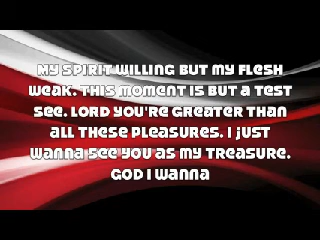 MY SPIRIT WILLING BUT MY FLESH
WEAK. THIS MOMENT IS BUT A TEST
SEE. LORD YOU'RE GREATER THAN
ALL THESE PLEASURES. I JUST
WANNA SEE YOU AS MY TREASURE.
GOD I WANNA